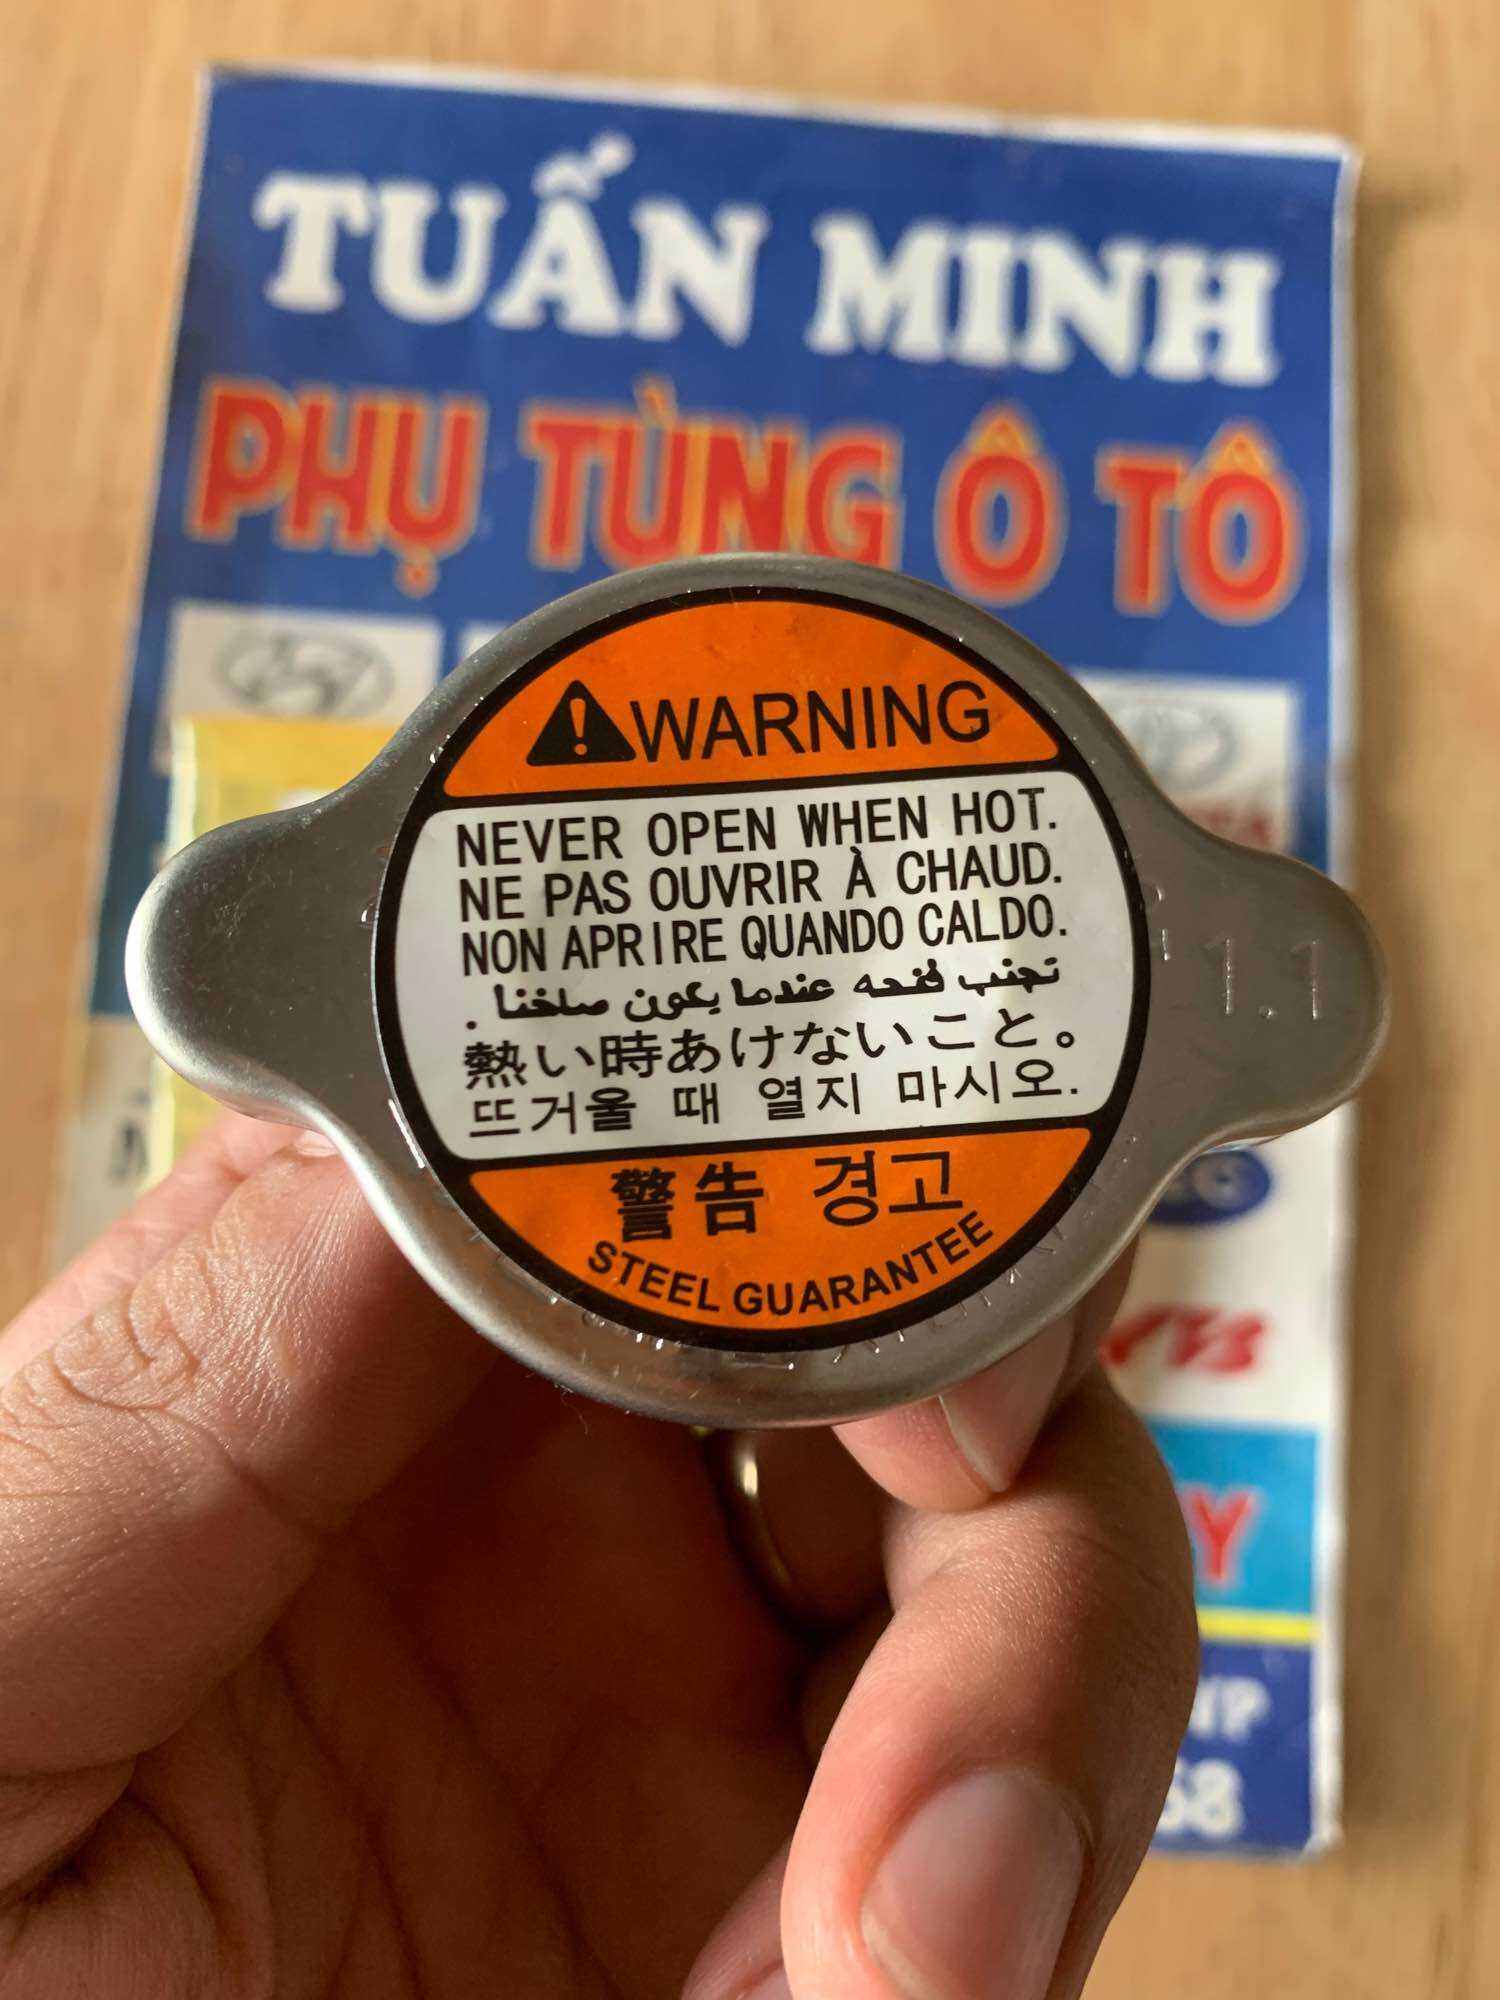 TUẤN MINH
PHỤ TÙNG Ô TÔ
WARNING
NEVER OPEN WHEN HOT.
NE PAS OUVRIR À CHAUD.
NON APRIRE QUANDO CALDO.
تجنب فتحه عندما يكون ساخنا .
熱い時あけないこと。
뜨거울 때 열지 마시오.
警告 경고
STEEL GUARANTEE
1.1